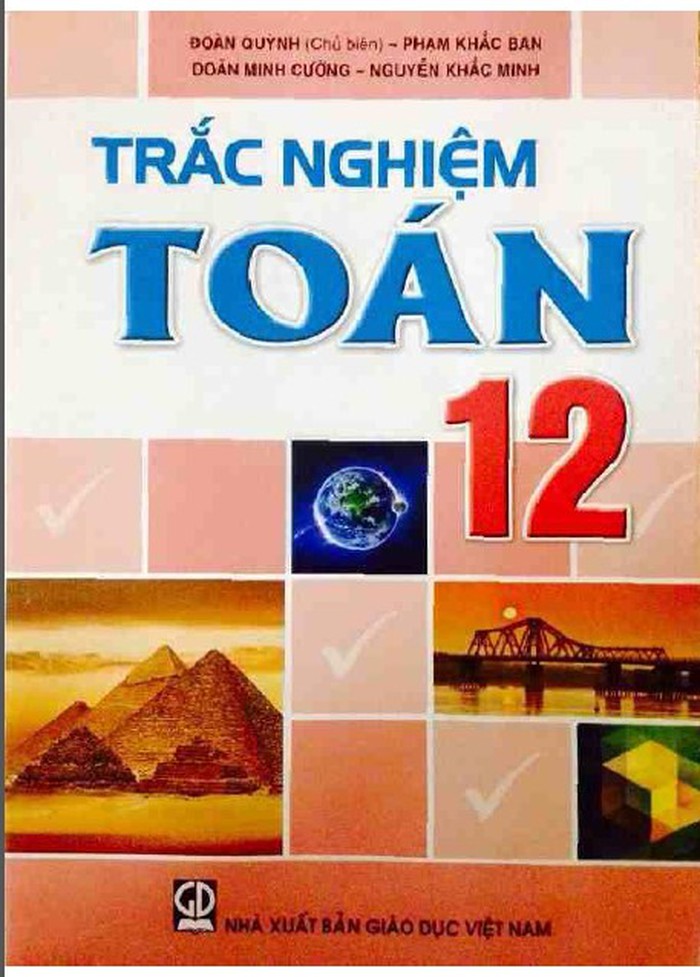 ĐOÀN QUỲNH (Chủ biên) – PHẠM KHẮC BAN
DOÃN MINH CƯỜNG – NGUYỄN KHẮC MINH
TRẮC NGHIỆM
TOÁN
12
GD
NHÀ XUẤT BẢN GIÁO DỤC VIỆT NAM